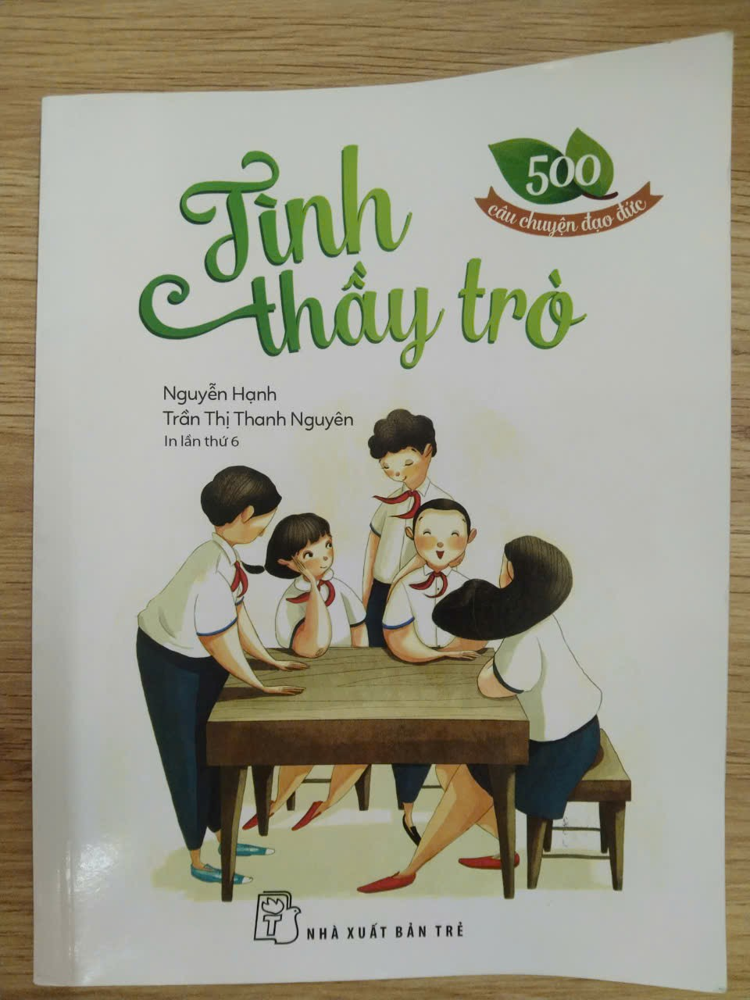 500
câu chuyện đạo đức
Tình
thầy trò
Nguyễn Hạnh
Trần Thị Thanh Nguyên
In lần thứ 6
T
NHÀ XUẤT BẢN TRẺ